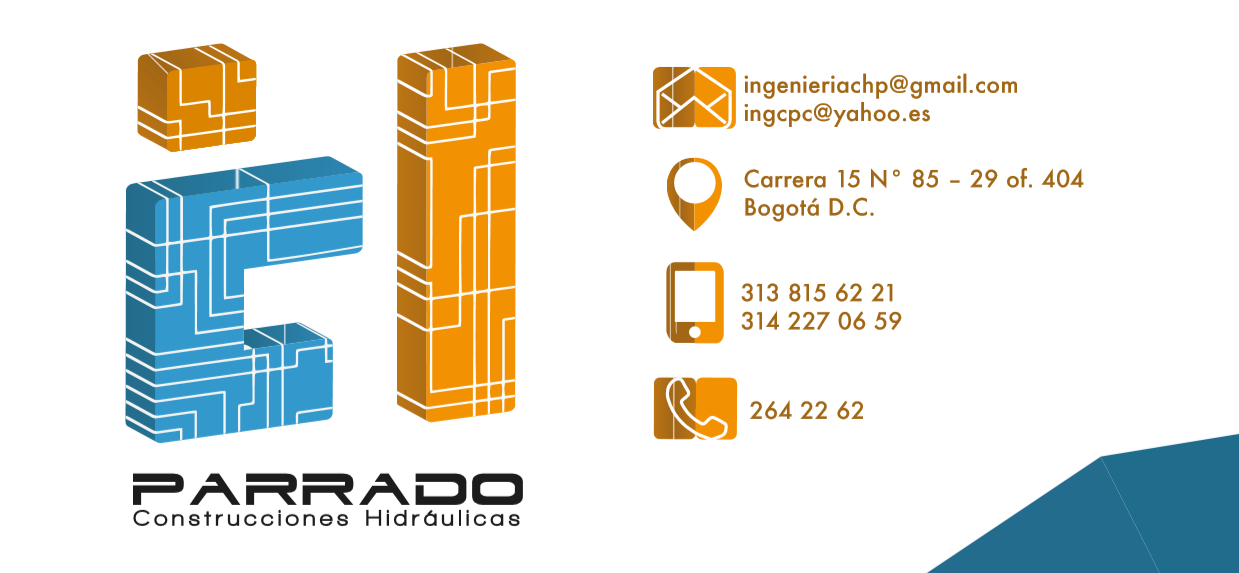 PARRADO
Construcciones Hidráulicas
ingenieriachp@gmail.com
ingcpc@yahoo.es
Carrera 15 N° 85 – 29 of. 404
Bogotá D.C.
313 815 62 21
314 227 06 59
264 22 62